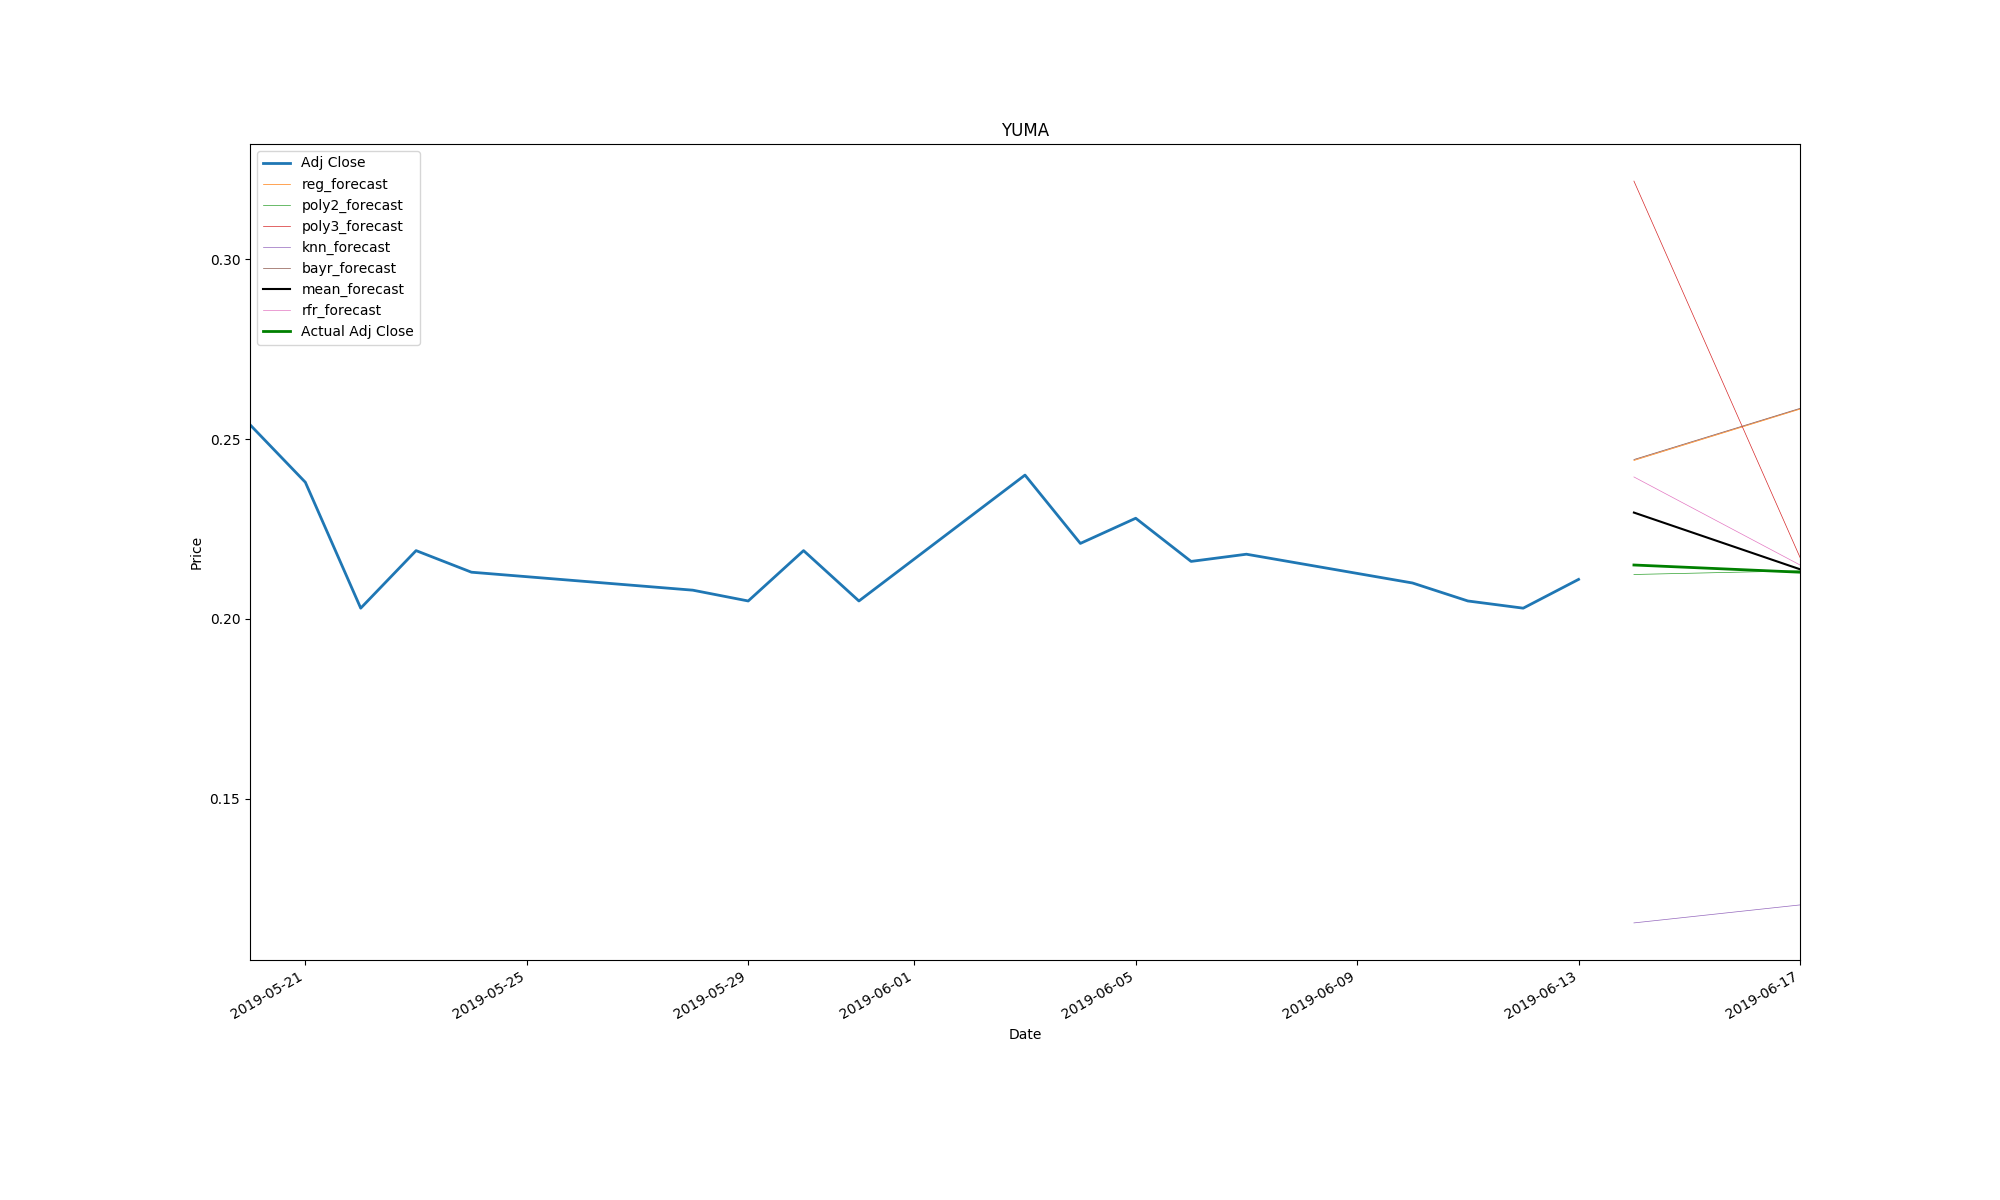 YUMA
Adj Close
reg_forecast
poly2_forecast
poly3_forecast
knn_forecast
bayr_forecast
mean_forecast
rfr_forecast
Actual Adj Close
Price
0.30
0.25
0.20
0.15
2019-05-21
2019-05-25
2019-05-29
2019-06-01
2019-06-05
2019-06-09
2019-06-13
2019-06-17
Date